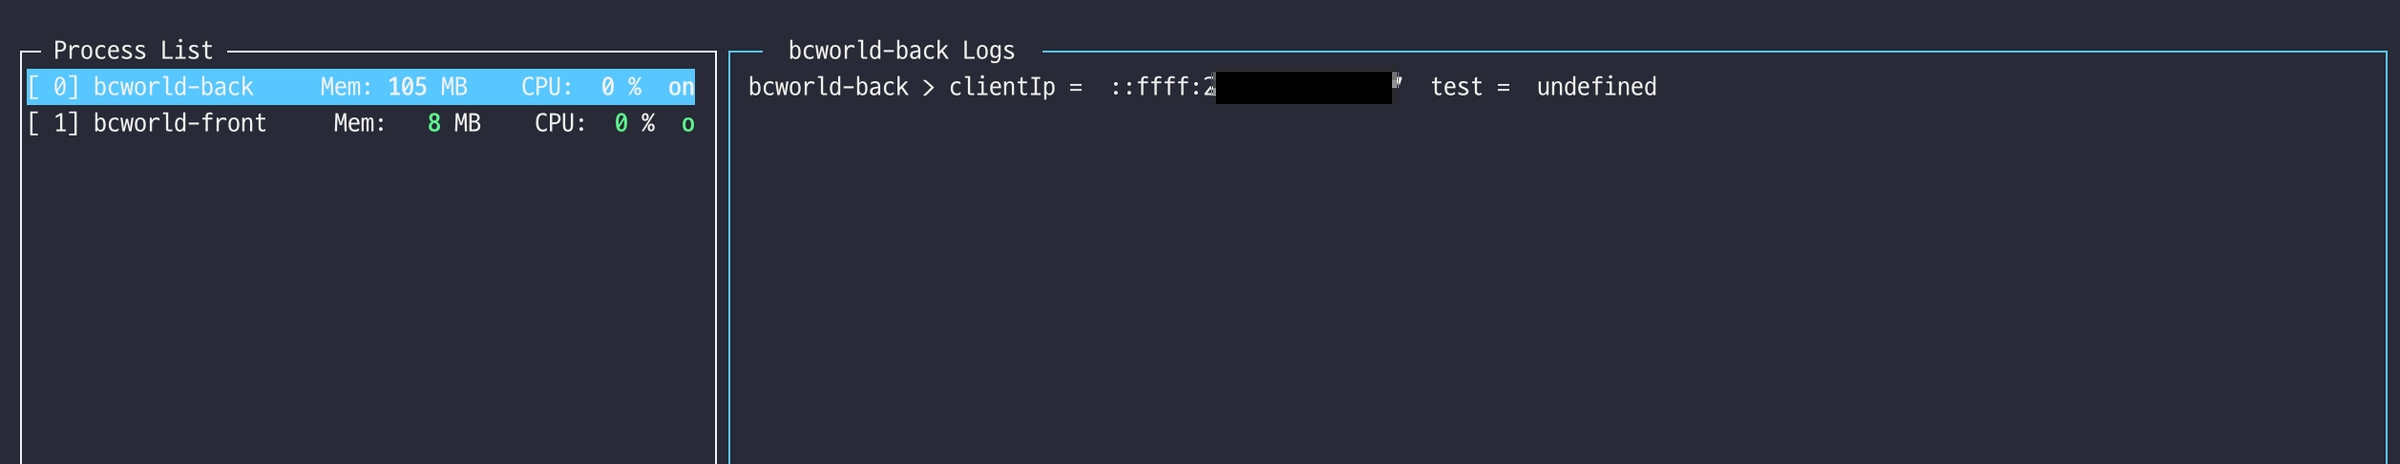 Process List
[ 0] bcworld-back Mem: 105 MB CPU: 0 % on
[ 1] bcworld-front Mem: 8 MB CPU: 0 % o
bcworld-back Logs
bcworld-back > clientIp = ::ffff:2 test = undefined